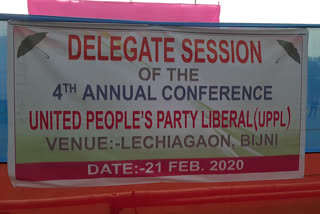 DELEGATE SESSION
OF THE
4TH ANNUAL CONFERENCE
UNITED PEOPLE'S PARTY LIBERAL(UPPL)
VENUE:-LECHIAGAON, BIJNI
DATE:-21 FEB. 2020